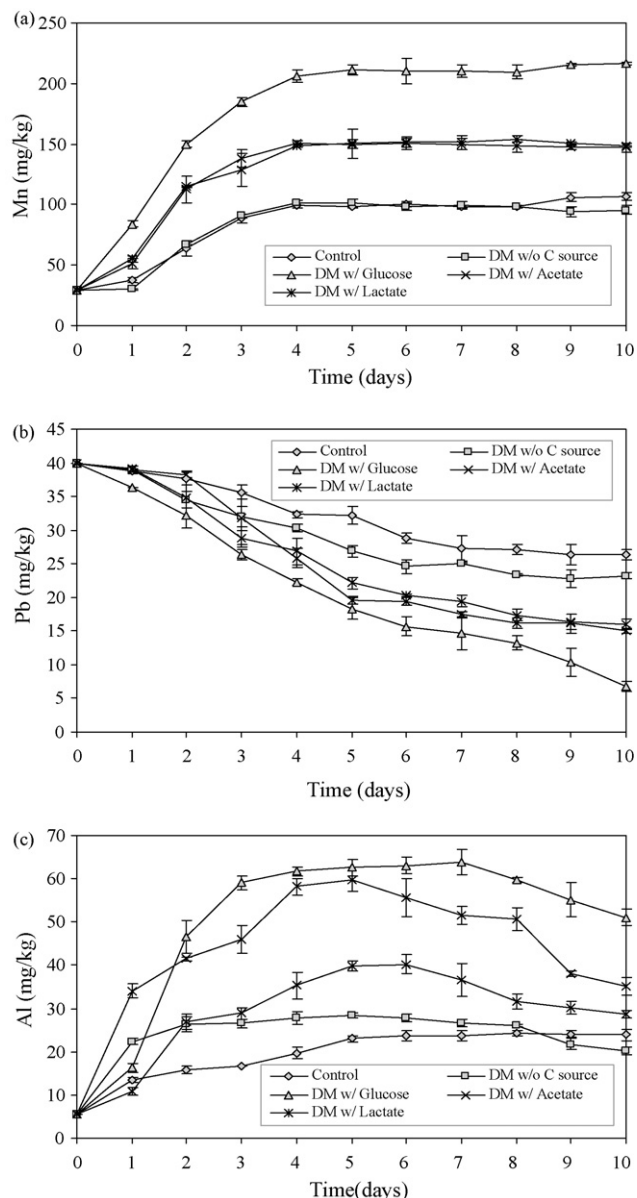 (a)
250
200
150
100
50
0
Mn (mg/kg)
Control
DM w/o C source
DM w/ Glucose
DM w/ Acetate
DM w/ Lactate
0 1 2 3 4 5 6 7 8 9 10
Time (days)
(b)
45
40
35
30
25
20
15
10
5
0
Pb (mg/kg)
Control
DM w/o C source
DM w/ Glucose
DM w/ Acetate
DM w/ Lactate
0 1 2 3 4 5 6 7 8 9 10
Time (days)
(c)
70
60
50
40
30
20
10
0
Al (mg/kg)
Control
DM w/o C source
DM w/ Glucose
DM w/ Acetate
DM w/ Lactate
0 1 2 3 4 5 6 7 8 9 10
Time(days)